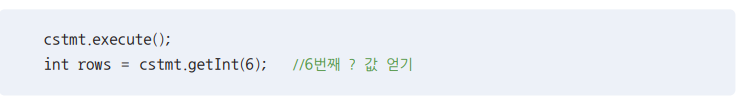 cstmt.execute();
int rows = cstmt.getInt(6);   //6번째 ? 값 얻기